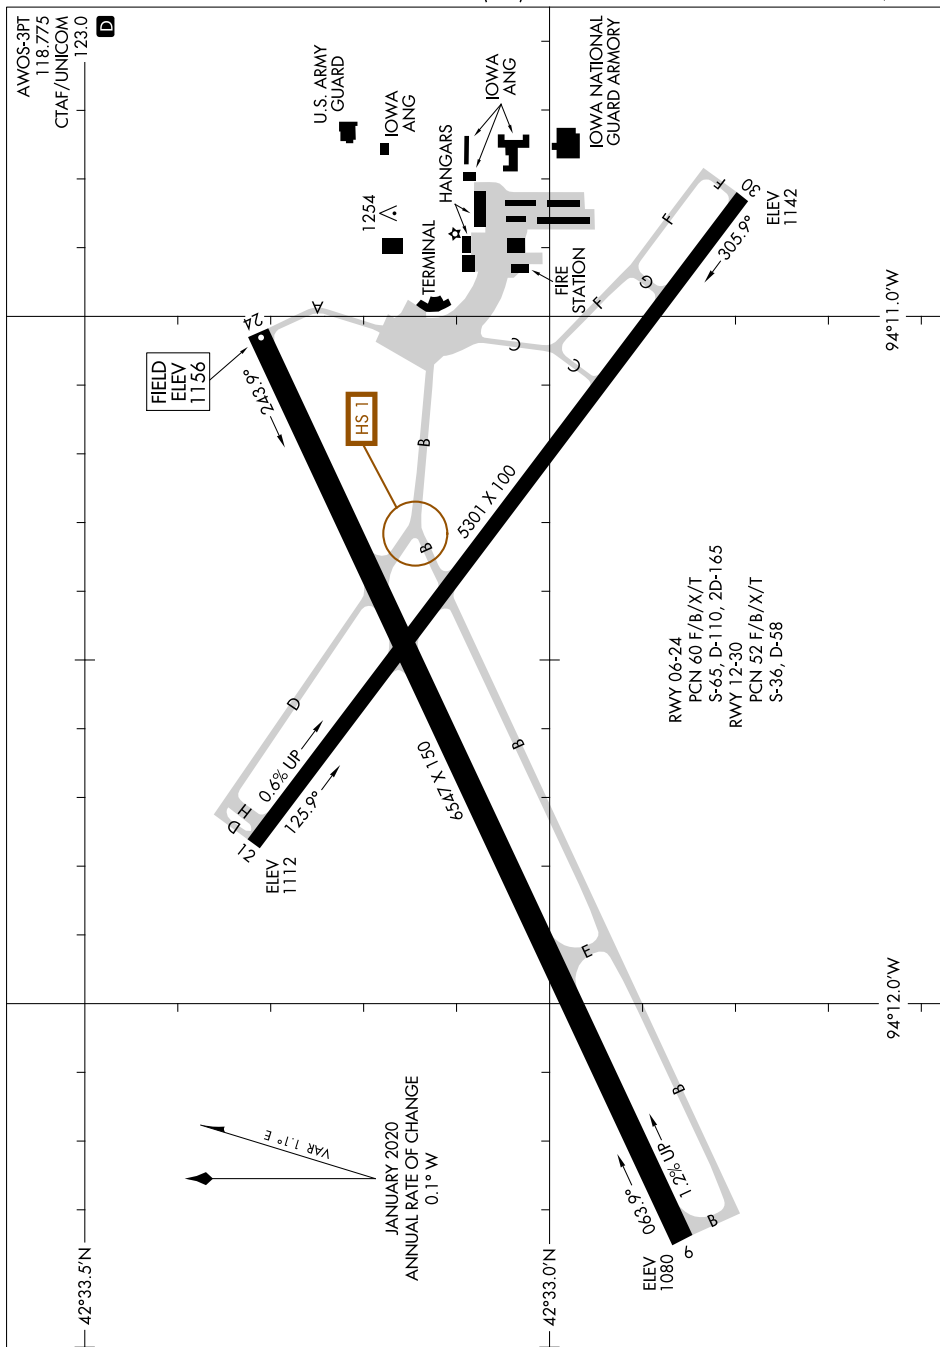 AWOS-3PT
118.775
CTAF/UNICOM
123.0
D
U.S. ARMY
GUARD
IOWA
ANG
IOWA
ANG
IOWA NATIONAL
GUARD ARMORY
HANGARS
1254
TERMINAL
FIRE
STATION
FIELD
ELEV
1156
24
243.9°
A
HS 1
B
B
C
C
G
F
F
F
30
ELEV
1142
305.9°
5301 X 100
D
D
H
0.6% UP
125.9°
12
ELEV
1112
6547 X 150
B
E
B
B
RWY 06-24
PCN 60 F/B/X/T
S-65, D-110, 2D-165
RWY 12-30
PCN 52 F/B/X/T
S-36, D-58
94°11.0'W
94°12.0'W
VAR 1.1° E
JANUARY 2020
ANNUAL RATE OF CHANGE
0.1° W
063.9°
1.2% UP
6
ELEV
1080
42°33.5'N
42°33.0'N